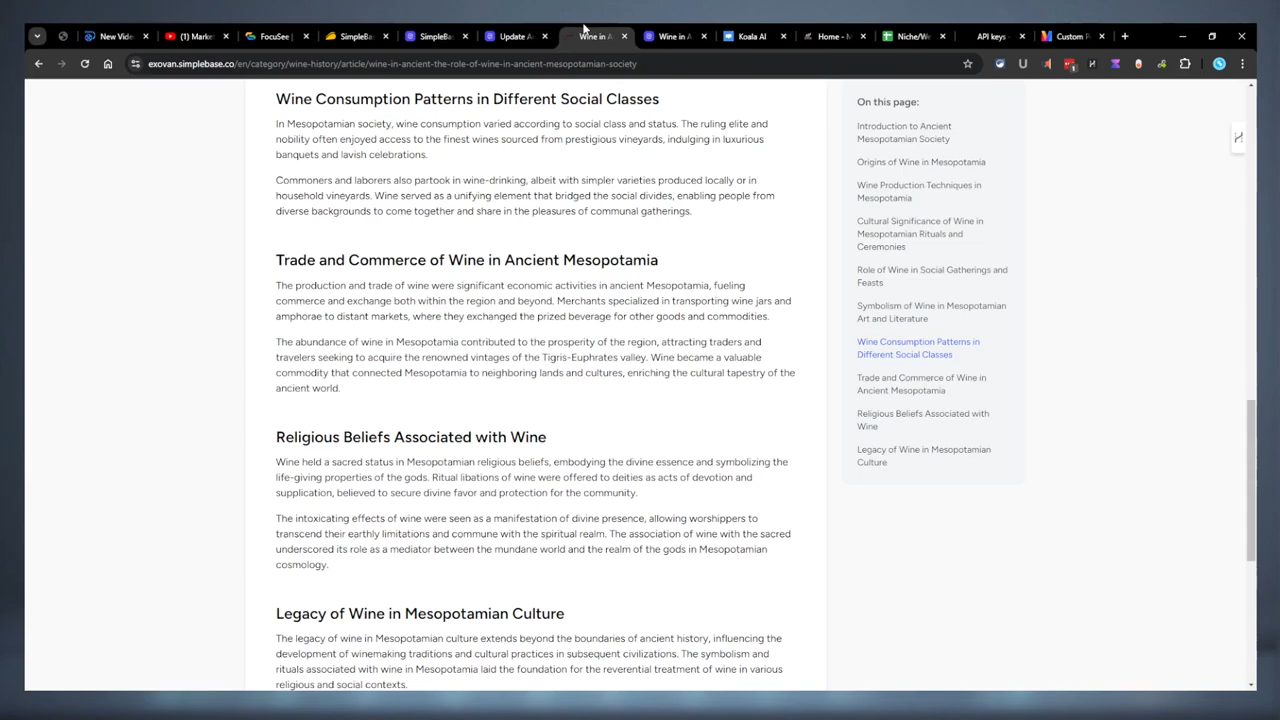 New Vide
(1) Market
FocusSee |
SimpleBas
SimpleBas
Update A
Wine in A
Wine in A
Koala AI
Home - M
Niche/We
API keys -
Custom P
exovan.simplebase.co/en/category/wine-history/article/wine-in-ancient-the-role-of-wine-in-ancient-mesopotamian-society
Wine Consumption Patterns in Different Social Classes
In Mesopotamian society, wine consumption varied according to social class and status. The ruling elite and
nobility often enjoyed access to the finest wines sourced from prestigious vineyards, indulging in luxurious
banquets and lavish celebrations.
Commoners and laborers also partook in wine-drinking, albeit with simpler varieties produced locally or in
household vineyards. Wine served as a unifying element that bridged the social divides, enabling people from
diverse backgrounds to come together and share in the pleasures of communal gatherings.
Trade and Commerce of Wine in Ancient Mesopotamia
The production and trade of wine were significant economic activities in ancient Mesopotamia, fueling
commerce and exchange both within the region and beyond. Merchants specialized in transporting wine jars and
amphorae to distant markets, where they exchanged the prized beverage for other goods and commodities.
The abundance of wine in Mesopotamia contributed to the prosperity of the region, attracting traders and
travelers seeking to acquire the renowned vintages of the Tigris-Euphrates valley. Wine became a valuable
commodity that connected Mesopotamia to neighboring lands and cultures, enriching the cultural tapestry of the
ancient world.
Religious Beliefs Associated with Wine
Wine held a sacred status in Mesopotamian religious beliefs, embodying the divine essence and symbolizing the
life-giving properties of the gods. Ritual libations of wine were offered to deities as acts of devotion and
supplication, believed to secure divine favor and protection for the community.
The intoxicating effects of wine were seen as a manifestation of divine presence, allowing worshippers to
transcend their earthly limitations and commune with the spiritual realm. The association of wine with the sacred
underscored its role as a mediator between the mundane world and the realm of the gods in Mesopotamian
cosmology.
Legacy of Wine in Mesopotamian Culture
The legacy of wine in Mesopotamian culture extends beyond the boundaries of ancient history, influencing the
development of winemaking traditions and cultural practices in subsequent civilizations. The symbolism and
rituals associated with wine in Mesopotamia laid the foundation for the reverential treatment of wine in various
religious and social contexts.
On this page:
Introduction to Ancient
Mesopotamian Society
Origins of Wine in Mesopotamia
Wine Production Techniques in
Mesopotamia
Cultural Significance of Wine in
Mesopotamian Rituals and
Ceremonies
Role of Wine in Social Gatherings and
Feasts
Symbolism of Wine in Mesopotamian
Art and Literature
Wine Consumption Patterns in
Different Social Classes
Trade and Commerce of Wine in
Ancient Mesopotamia
Religious Beliefs Associated with
Wine
Legacy of Wine in Mesopotamian
Culture